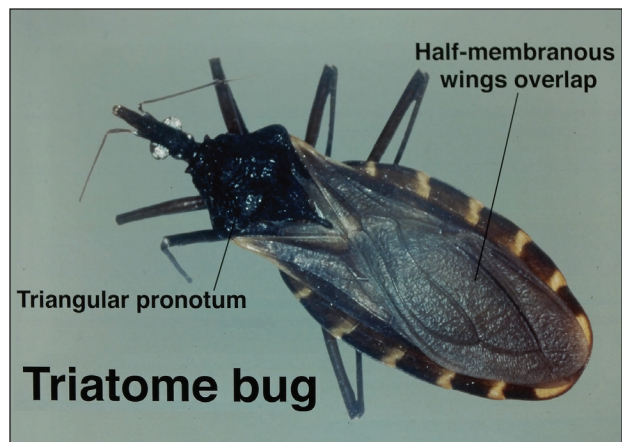 Half-membranous
wings overlap
Triangular pronotum
Triatome bug